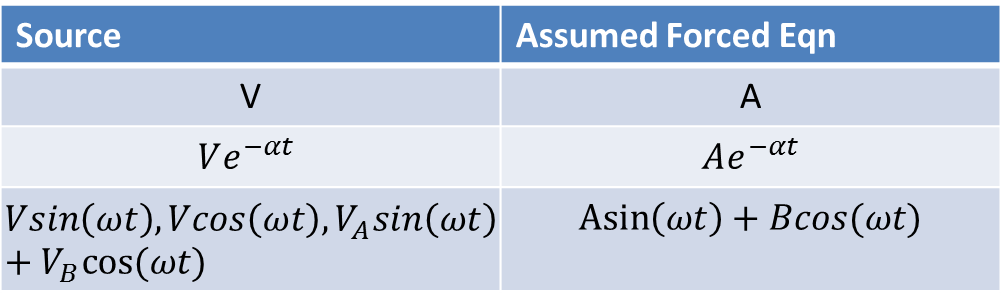 Source Assumed Forced Eqn
V A
Ve^{-αt} Ae^{-αt}
Vsin(ωt), Vcos(ωt), V_A sin(ωt) Asin(ωt) + Bcos(ωt)
+ V_B cos(ωt)